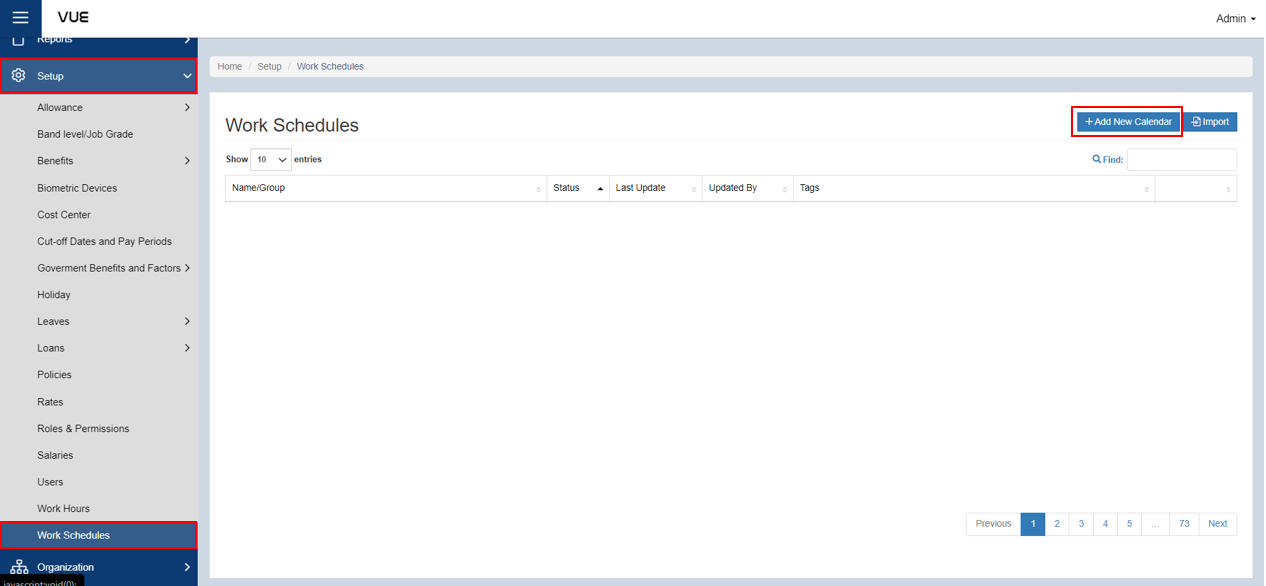 VUE
Admin
Reports
Setup
Allowance
Band level/Job Grade
Benefits
Biometric Devices
Cost Center
Cut-off Dates and Pay Periods
Goverment Benefits and Factors
Holiday
Leaves
Loans
Policies
Rates
Roles & Permissions
Salaries
Users
Work Hours
Work Schedules
Organization
javascript:void(0);
Home / Setup / Work Schedules
Work Schedules
+ Add New Calendar Import
Show 10 entries Find:
Name/Group Status Last Update Updated By Tags
Previous 1 2 3 4 5 ... 73 Next